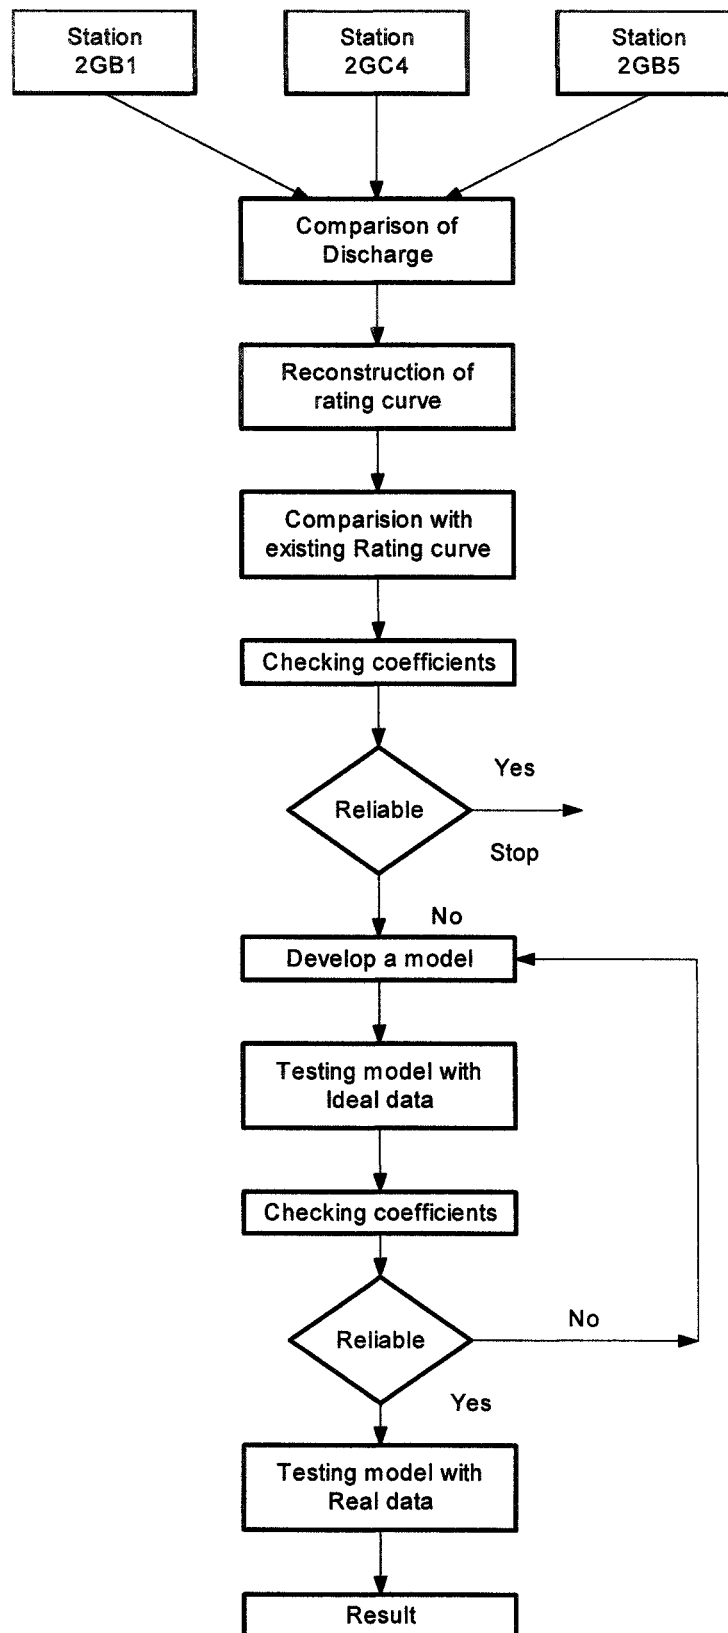 Station
2GB1
Station
2GC4
Station
2GB5
Comparison of
Discharge
Reconstruction of
rating curve
Comparision with
existing Rating curve
Checking coefficients
Reliable
Yes
Stop
No
Develop a model
Testing model with
Ideal data
Checking coefficients
Reliable
No
Yes
Testing model with
Real data
Result